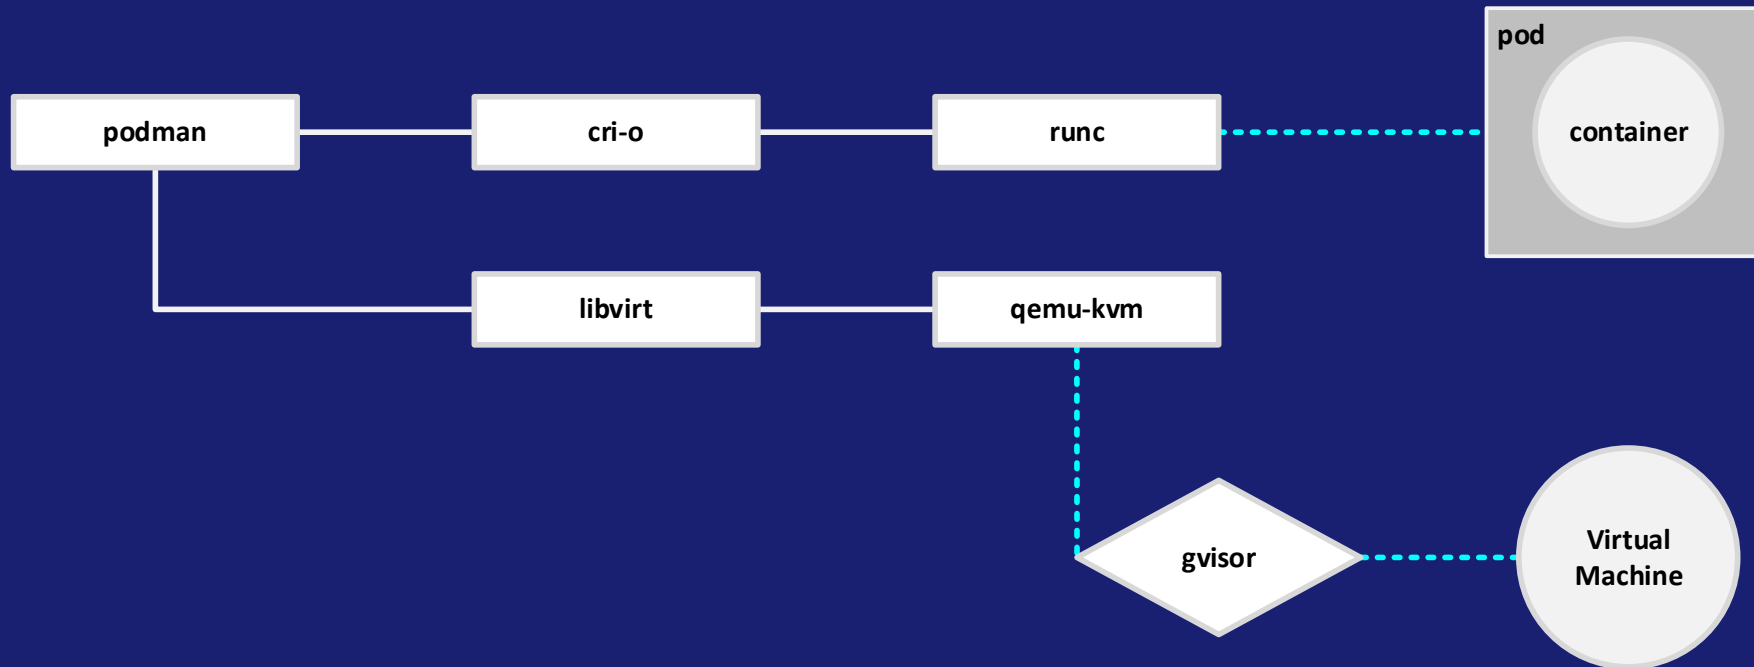 pod
podman
cri-o
runc
container
libvirt
qemu-kvm
gvisor
Virtual
Machine